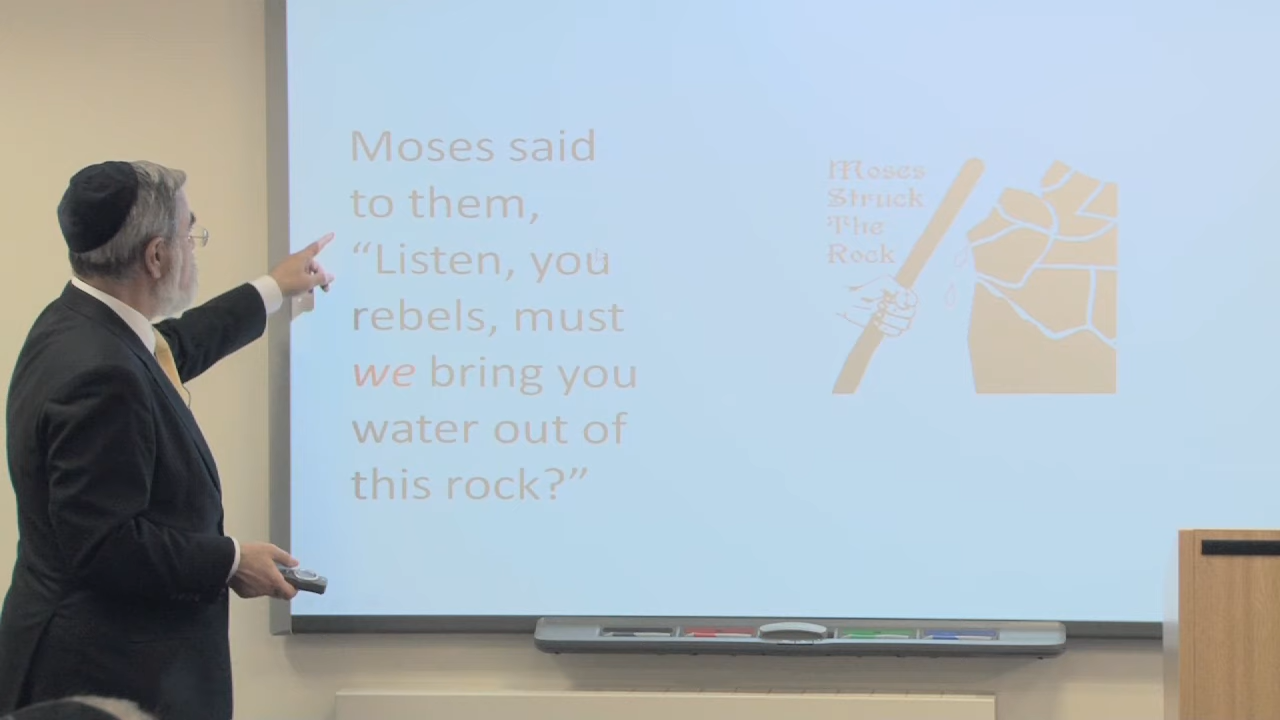 Moses said
to them,
“Listen, you
rebels, must
we bring you
water out of
this rock?”
Moses
Struck
The
Rock